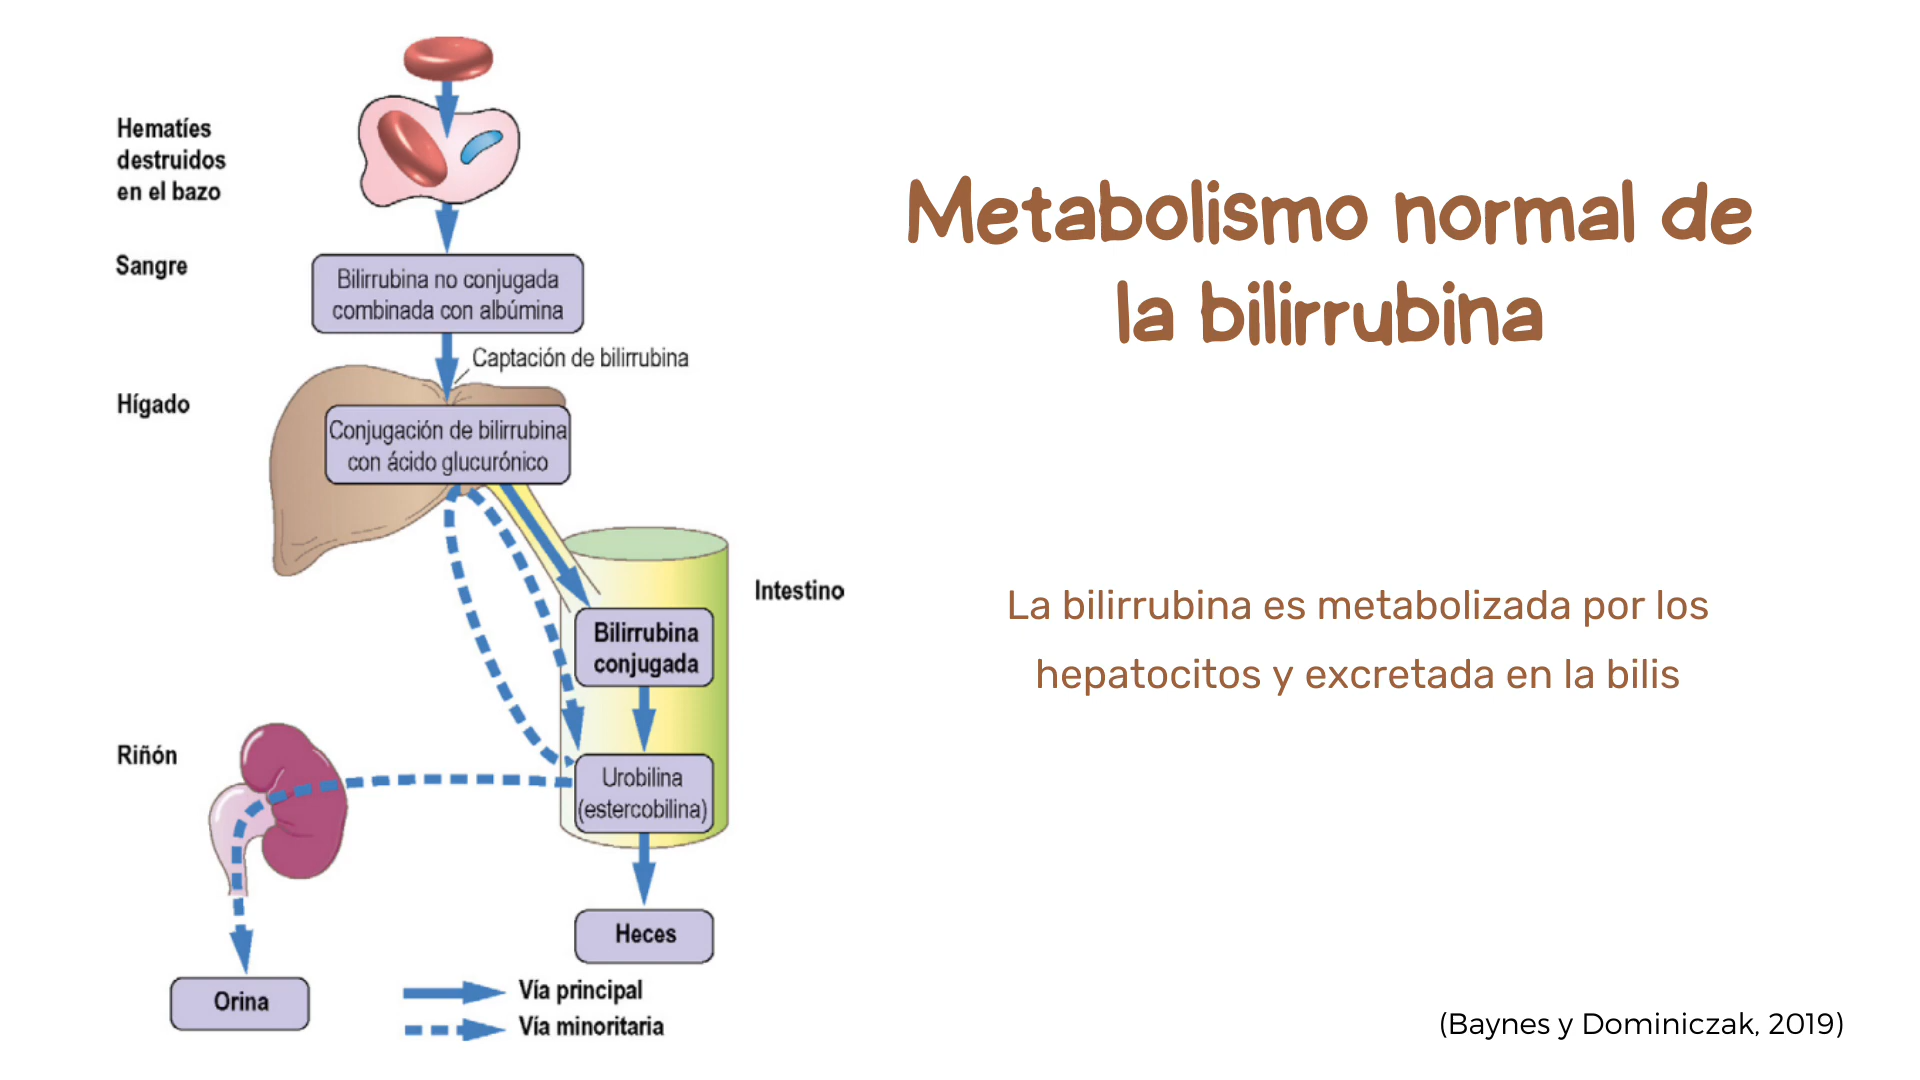 Metabolismo normal de
la bilirrubina
La bilirrubina es metabolizada por los
hepatocitos y excretada en la bilis
Hematíes
destruidos
en el bazo
Sangre
Bilirrubina no conjugada
combinada con albúmina
Captación de bilirrubina
Hígado
Conjugación de bilirrubina
con ácido glucurónico
Intestino
Bilirrubina
conjugada
Riñón
Urobilina
(estercobilina)
Heces
Orina
Vía principal
Vía minoritaria
(Baynes y Dominiczak, 2019)